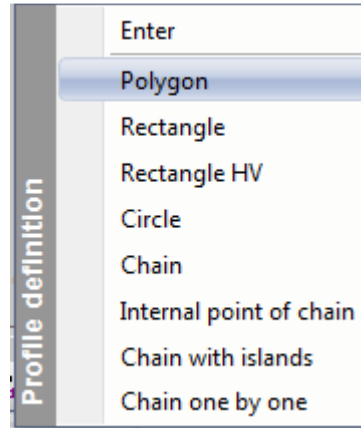 Enter
Polygon
Rectangle
Rectangle HV
Circle
Chain
Internal point of chain
Chain with islands
Chain one by one
Profile definition